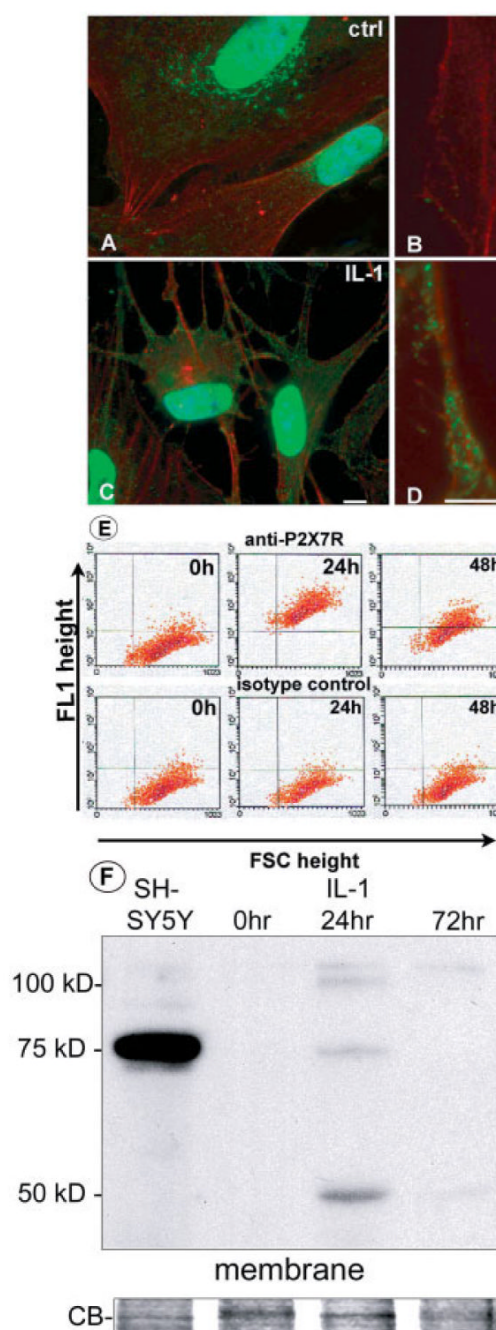 ctrl
A
B
IL-1
C
D
E
anti-P2X7R
0h
24h
48h
FL1 height
isotype control
0h
24h
48h
FSC height
F
SH-
SY5Y
IL-1
0hr
24hr
72hr
100 kD-
75 kD-
50 kD-
membrane
CB-